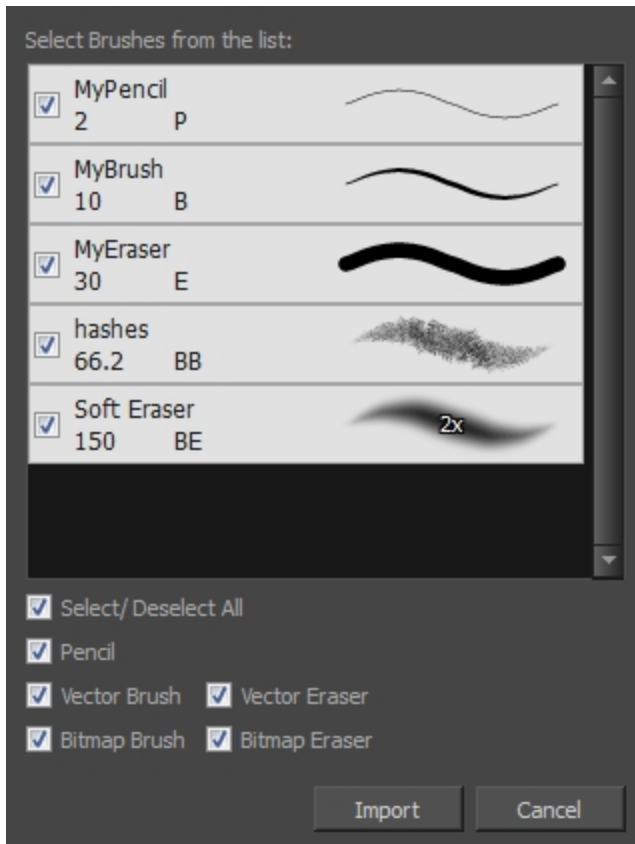 Select Brushes from the list:
MyPencil
2 P
MyBrush
10 B
MyEraser
30 E
hashes
66.2 BB
Soft Eraser
150 BE
2x
Select/ Deselect All
Pencil
Vector Brush Vector Eraser
Bitmap Brush Bitmap Eraser
Import Cancel